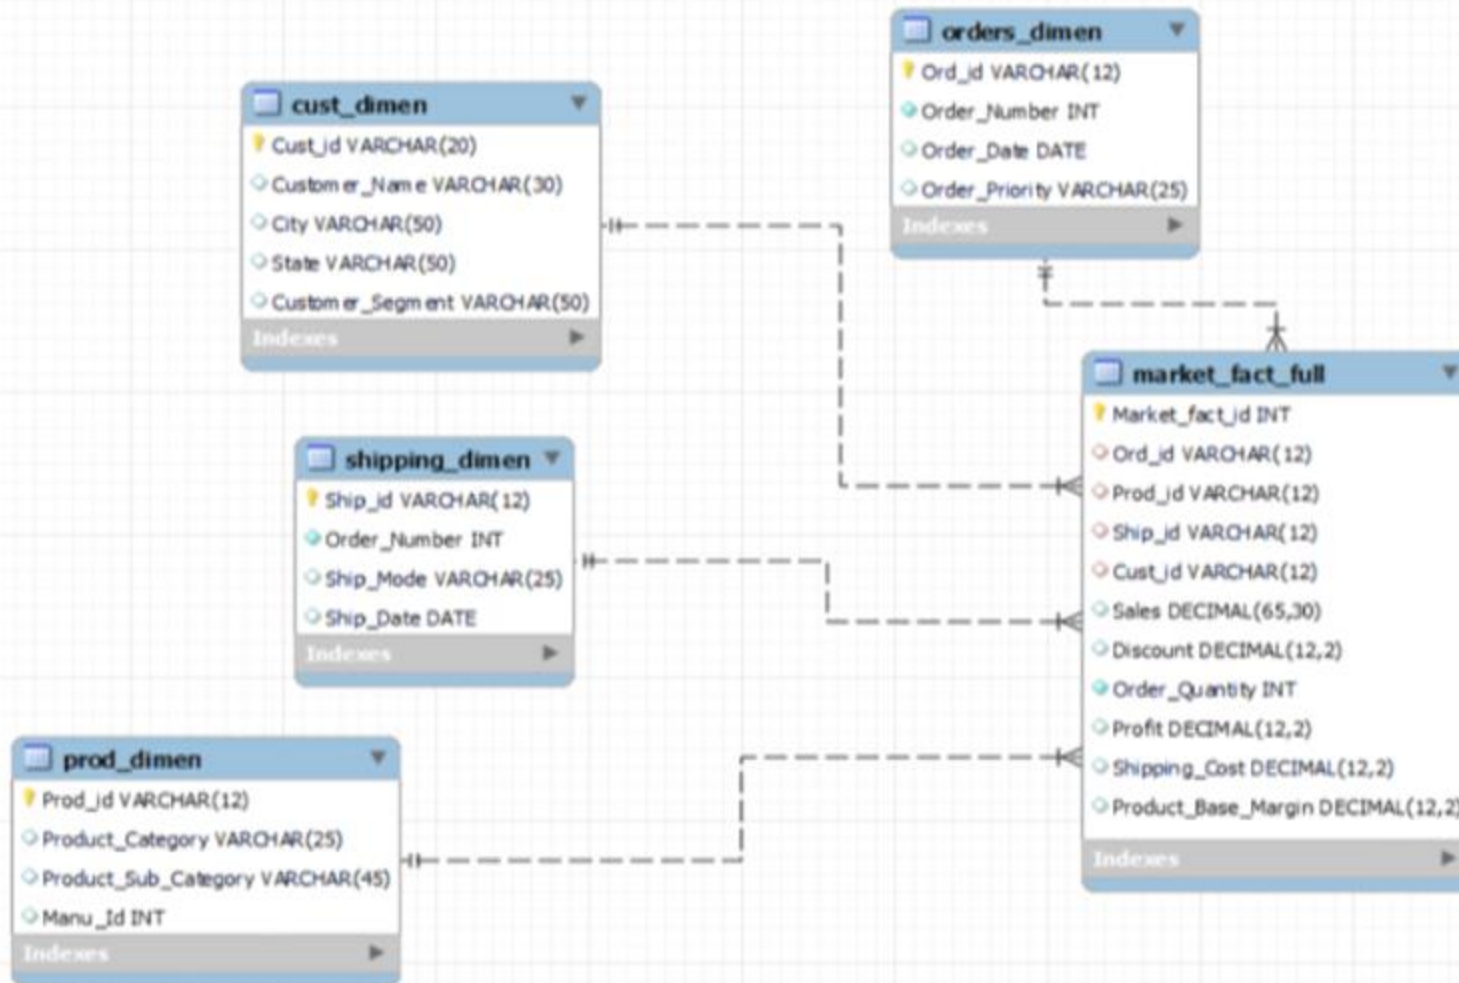 orders_dimen
Ord_id VARCHAR(12)
Order_Number INT
Order_Date DATE
Order_Priority VARCHAR(25)
Indexes
cust_dimen
Cust_id VARCHAR(20)
Customer_Name VARCHAR(30)
City VARCHAR(50)
State VARCHAR(50)
Customer_Segment VARCHAR(50)
Indexes
market_fact_full
Market_fact_id INT
Ord_id VARCHAR(12)
Prod_id VARCHAR(12)
Ship_id VARCHAR(12)
Cust_id VARCHAR(12)
Sales DECIMAL(65,30)
Discount DECIMAL(12,2)
Order_Quantity INT
Profit DECIMAL(12,2)
Shipping_Cost DECIMAL(12,2)
Product_Base_Margin DECIMAL(12,2)
Indexes
shipping_dimen
Ship_id VARCHAR(12)
Order_Number INT
Ship_Mode VARCHAR(25)
Ship_Date DATE
Indexes
prod_dimen
Prod_id VARCHAR(12)
Product_Category VARCHAR(25)
Product_Sub_Category VARCHAR(45)
Manu_Id INT
Indexes